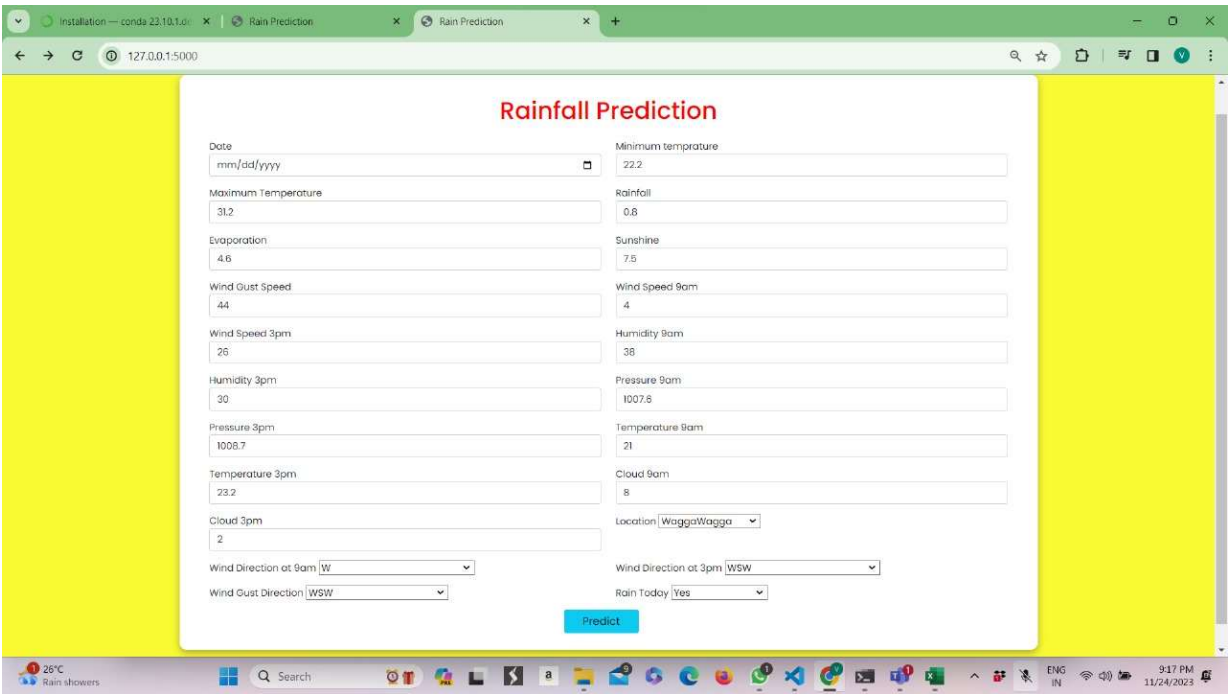 Installation — conda 23.10.1.de
Rain Prediction
Rain Prediction
127.0.0.1:5000
V
Rainfall Prediction
Date
Minimum temprature
mm/dd/yyyy
22.2
Maximum Temperature
Rainfall
31.2
0.8
Evaporation
Sunshine
4.6
7.5
Wind Gust Speed
Wind Speed 9am
44
4
Wind Speed 3pm
Humidity 9am
26
38
Humidity 3pm
Pressure 9am
30
1007.6
Pressure 3pm
Temperature 9am
1008.7
21
Temperature 3pm
Cloud 9am
23.2
8
Cloud 3pm
Location WaggaWagga
2
Wind Direction at 9am W
Wind Direction at 3pm WSW
Wind Gust Direction WSW
Rain Today Yes
Predict
1
26°C
Rain showers
Search
a
ENG
IN
9:17 PM
11/24/2023